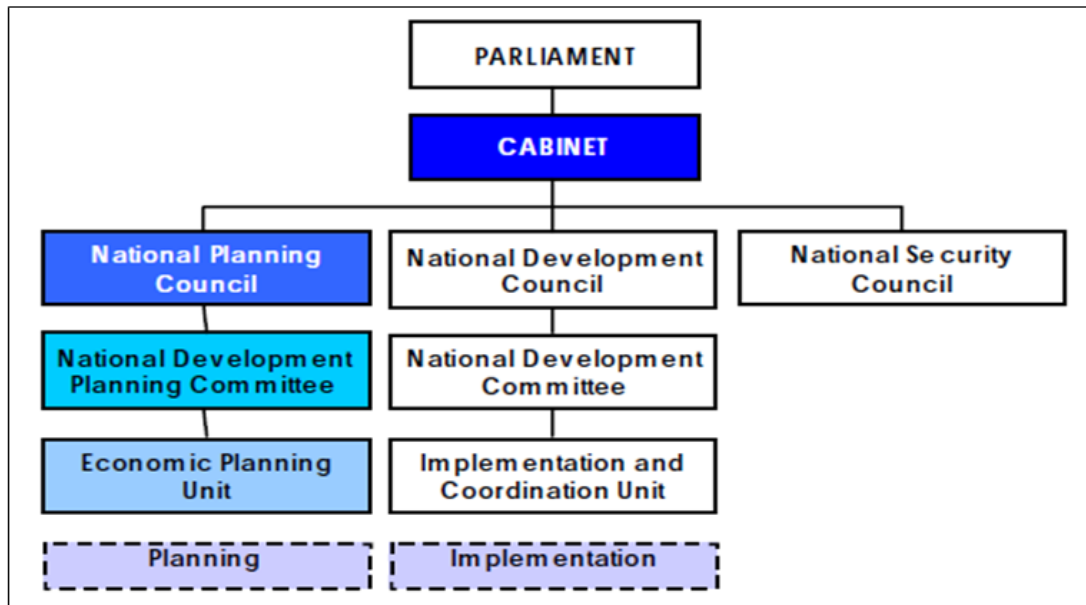 PARLIAMENT
CABINET
National Planning
Council
National Development
Council
National Security
Council
National Development
Planning Committee
National Development
Committee
Economic Planning
Unit
Implementation and
Coordination Unit
Planning
Implementation